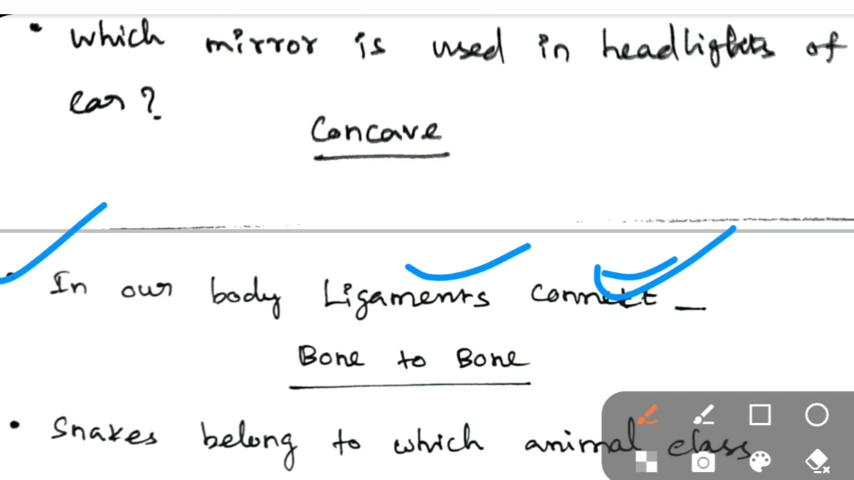 • Which mirror is used in headlights of
car?
Concave
• In our body Ligaments connect _
Bone to Bone
• Snakes belong to which animal class